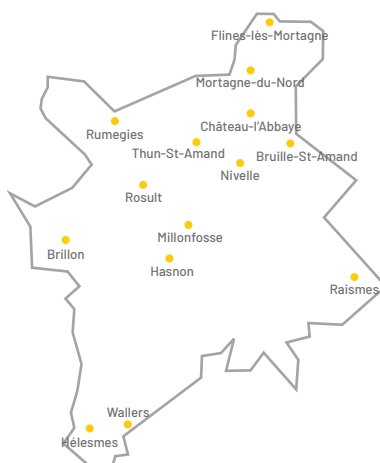 Flines-lès-Mortagne
Mortagne-du-Nord
Château-l'Abbaye
Rumegies
Thun-St-Amand
Bruille-St-Amand
Nivelle
Rosult
Millonfosse
Brillon
Hasnon
Raismes
Wallers
Hélesmes